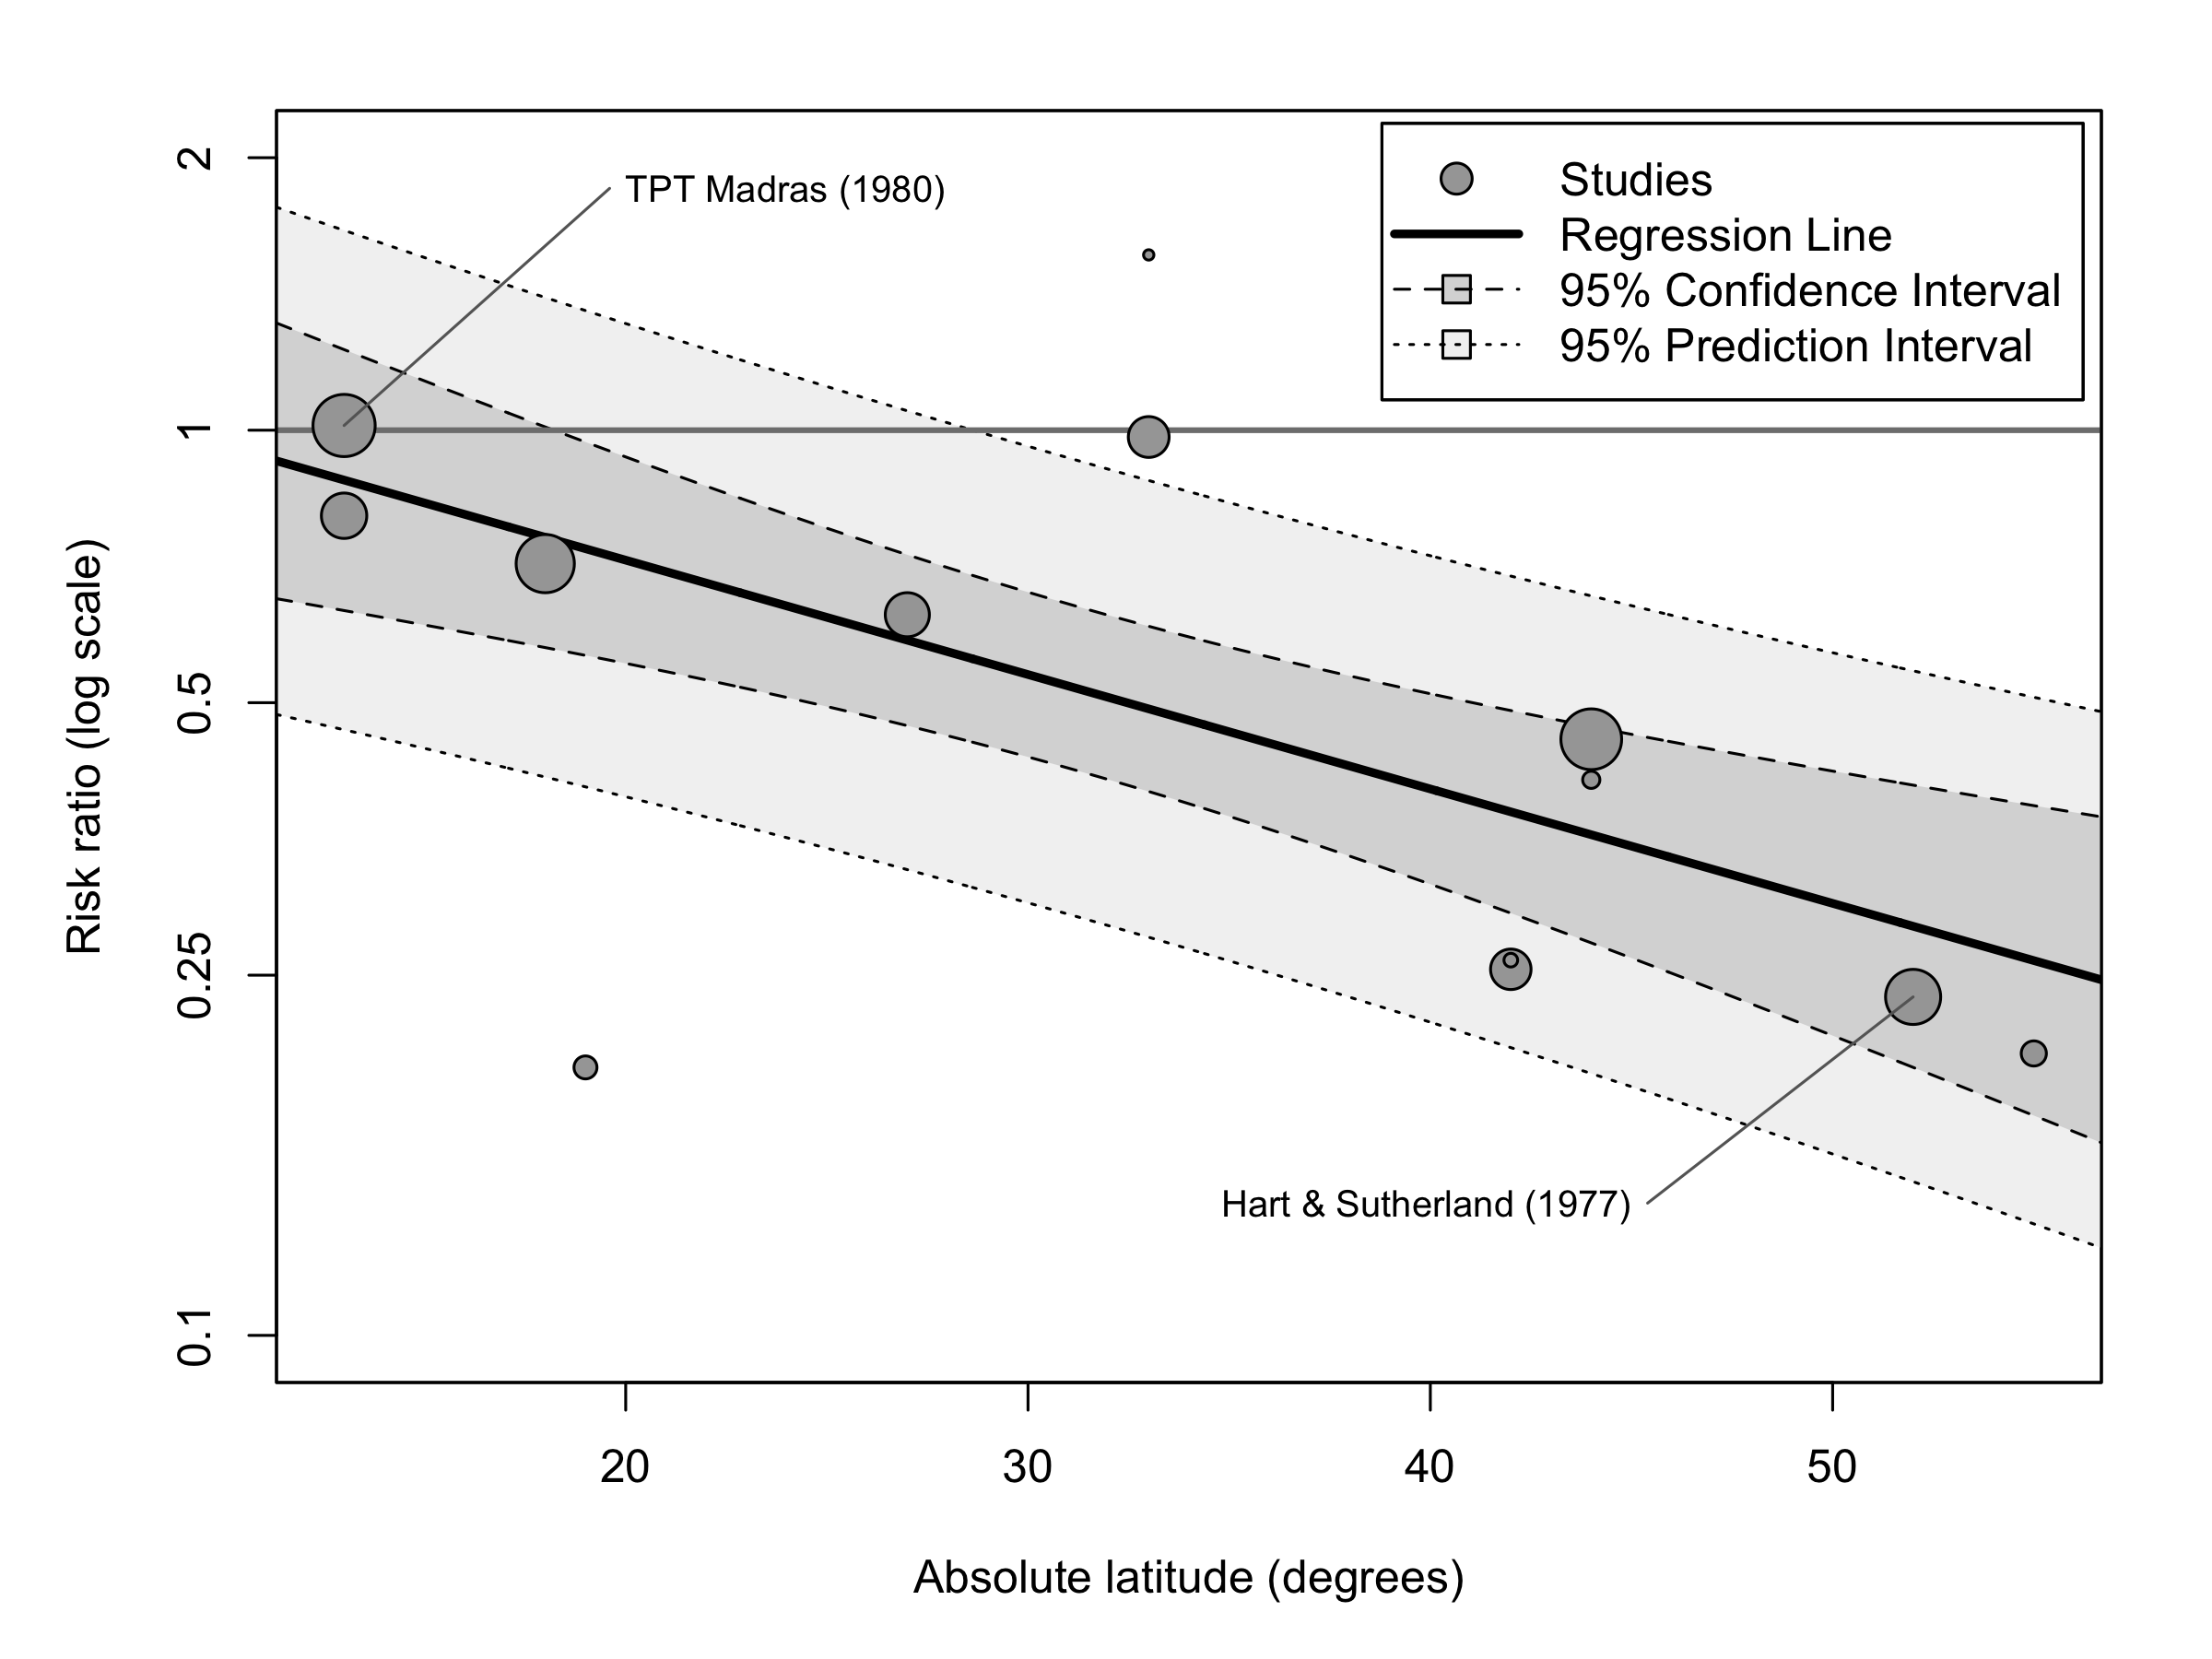 TPT Madras (1980)
Studies
Regression Line
95% Confidence Interval
95% Prediction Interval
Risk ratio (log scale)
2
1
0.5
0.25
0.1
Hart & Sutherland (1977)
20
30
40
50
Absolute latitude (degrees)